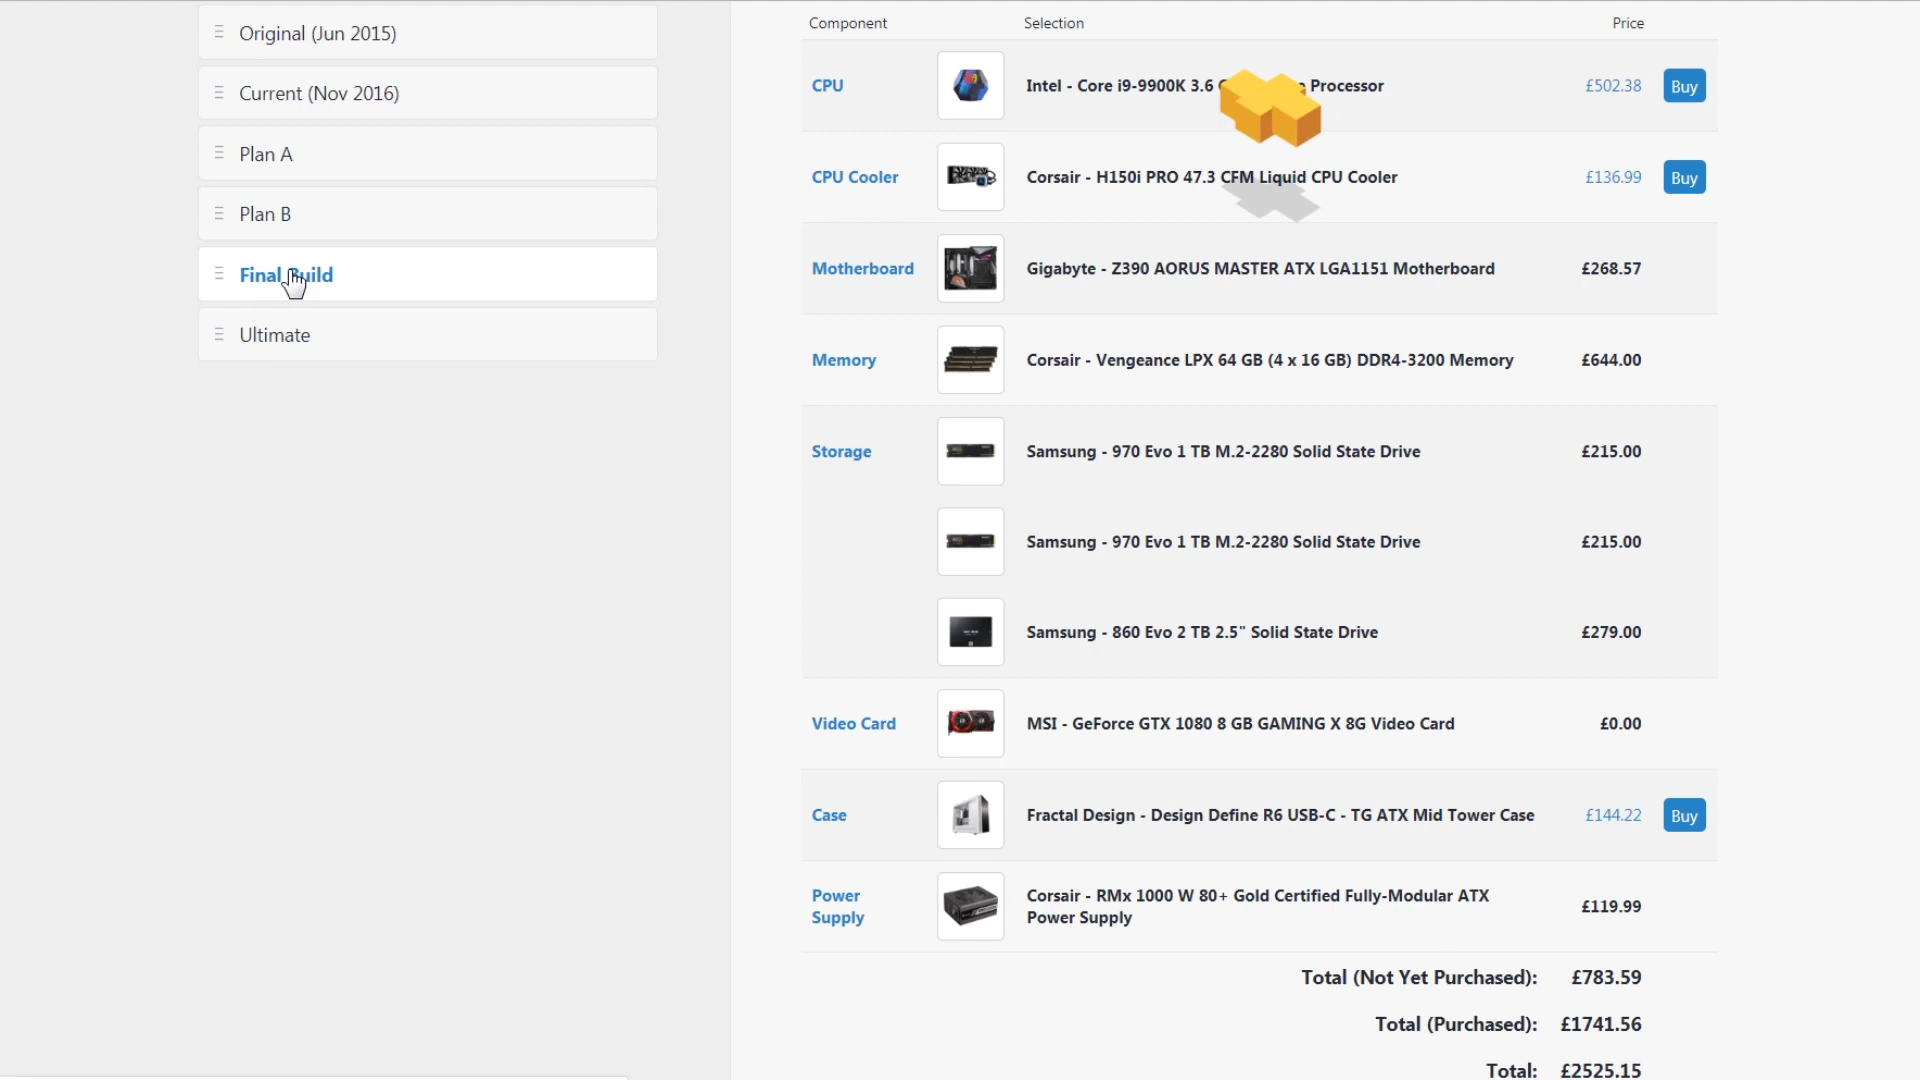 Original (Jun 2015)
Current (Nov 2016)
Plan A
Plan B
Final Build
Ultimate
Component Selection Price
CPU Intel - Core i9-9900K 3.6 Processor £502.38 Buy
CPU Cooler Corsair - H150i PRO 47.3 CFM Liquid CPU Cooler £136.99 Buy
Motherboard Gigabyte - Z390 AORUS MASTER ATX LGA1151 Motherboard £268.57
Memory Corsair - Vengeance LPX 64 GB (4 x 16 GB) DDR4-3200 Memory £644.00
Storage Samsung - 970 Evo 1 TB M.2-2280 Solid State Drive £215.00
Samsung - 970 Evo 1 TB M.2-2280 Solid State Drive £215.00
Samsung - 860 Evo 2 TB 2.5" Solid State Drive £279.00
Video Card MSI - GeForce GTX 1080 8 GB GAMING X 8G Video Card £0.00
Case Fractal Design - Design Define R6 USB-C - TG ATX Mid Tower Case £144.22 Buy
Power Supply Corsair - RMx 1000 W 80+ Gold Certified Fully-Modular ATX
Power Supply £119.99
Total (Not Yet Purchased): £783.59
Total (Purchased): £1741.56
Total: £2525.15